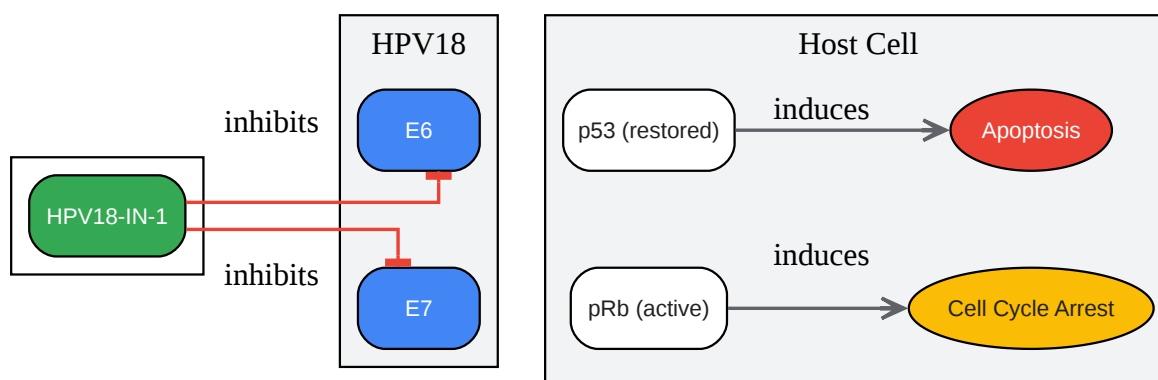 HPV18
Host Cell
inhibits
E6
p53 (restored)
induces
Apoptosis
HPV18-IN-1
inhibits
E7
pRb (active)
induces
Cell Cycle Arrest